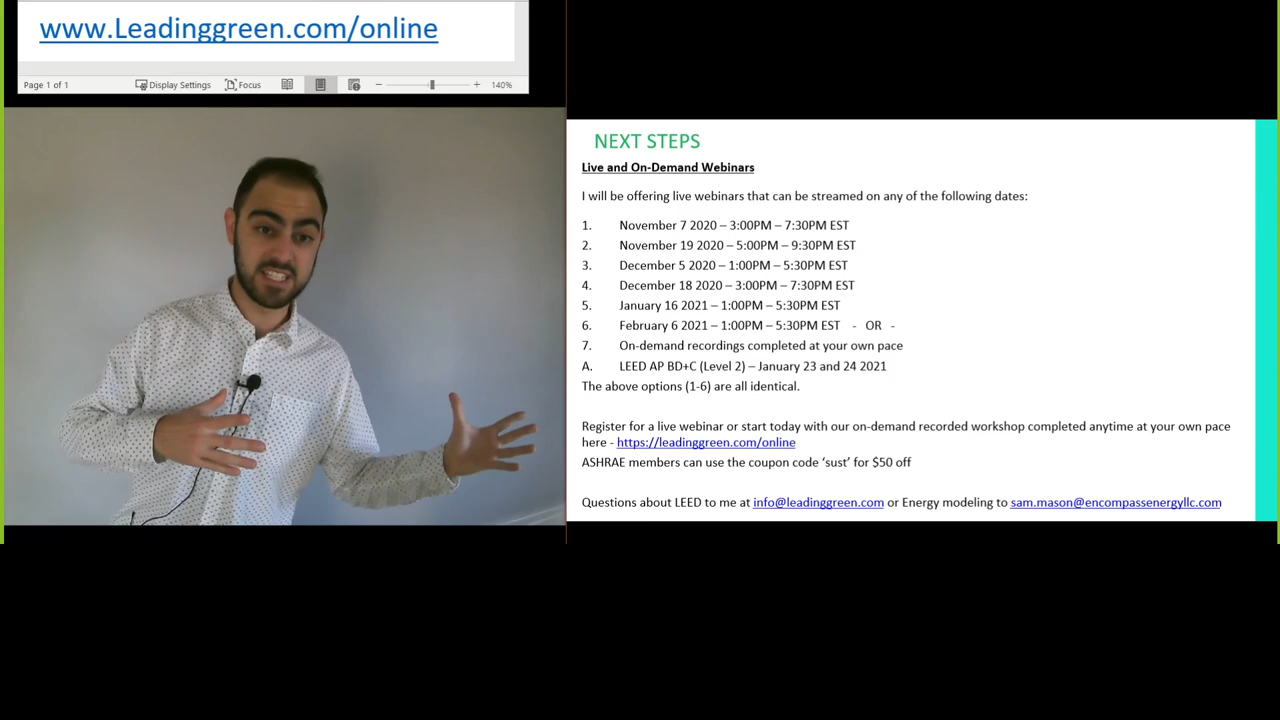 www.Leadinggreen.com/online
Page 1 of 1 Display Settings Focus 140%
NEXT STEPS
Live and On-Demand Webinars
I will be offering live webinars that can be streamed on any of the following dates:
1. November 7 2020 – 3:00PM – 7:30PM EST
2. November 19 2020 – 5:00PM – 9:30PM EST
3. December 5 2020 – 1:00PM – 5:30PM EST
4. December 18 2020 – 3:00PM – 7:30PM EST
5. January 16 2021 – 1:00PM – 5:30PM EST
6. February 6 2021 – 1:00PM – 5:30PM EST - OR -
7. On-demand recordings completed at your own pace
A. LEED AP BD+C (Level 2) – January 23 and 24 2021
The above options (1-6) are all identical.
Register for a live webinar or start today with our on-demand recorded workshop completed anytime at your own pace
here - https://leadinggreen.com/online
ASHRAE members can use the coupon code ‘sust’ for $50 off
Questions about LEED to me at info@leadinggreen.com or Energy modeling to sam.mason@encompassenergyllc.com